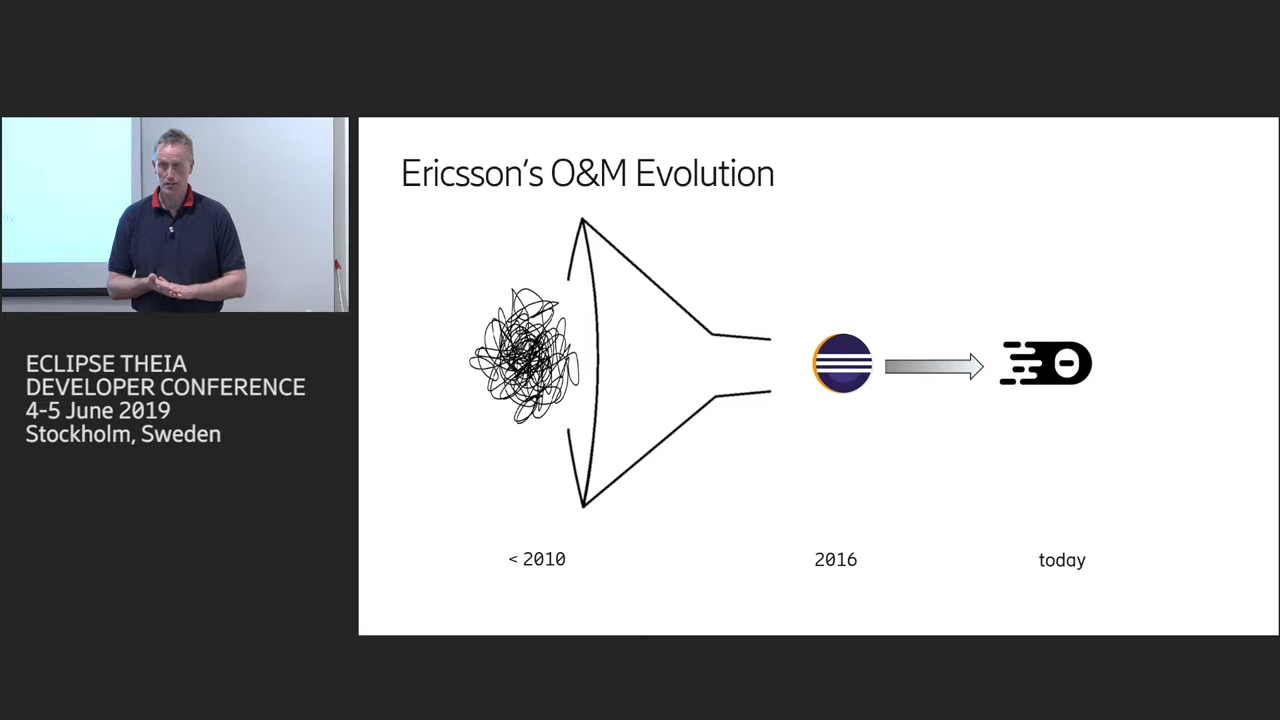 Ericsson's O&M Evolution
ECLIPSE THEIA
DEVELOPER CONFERENCE
4-5 June 2019
Stockholm, Sweden
< 2010
2016
today